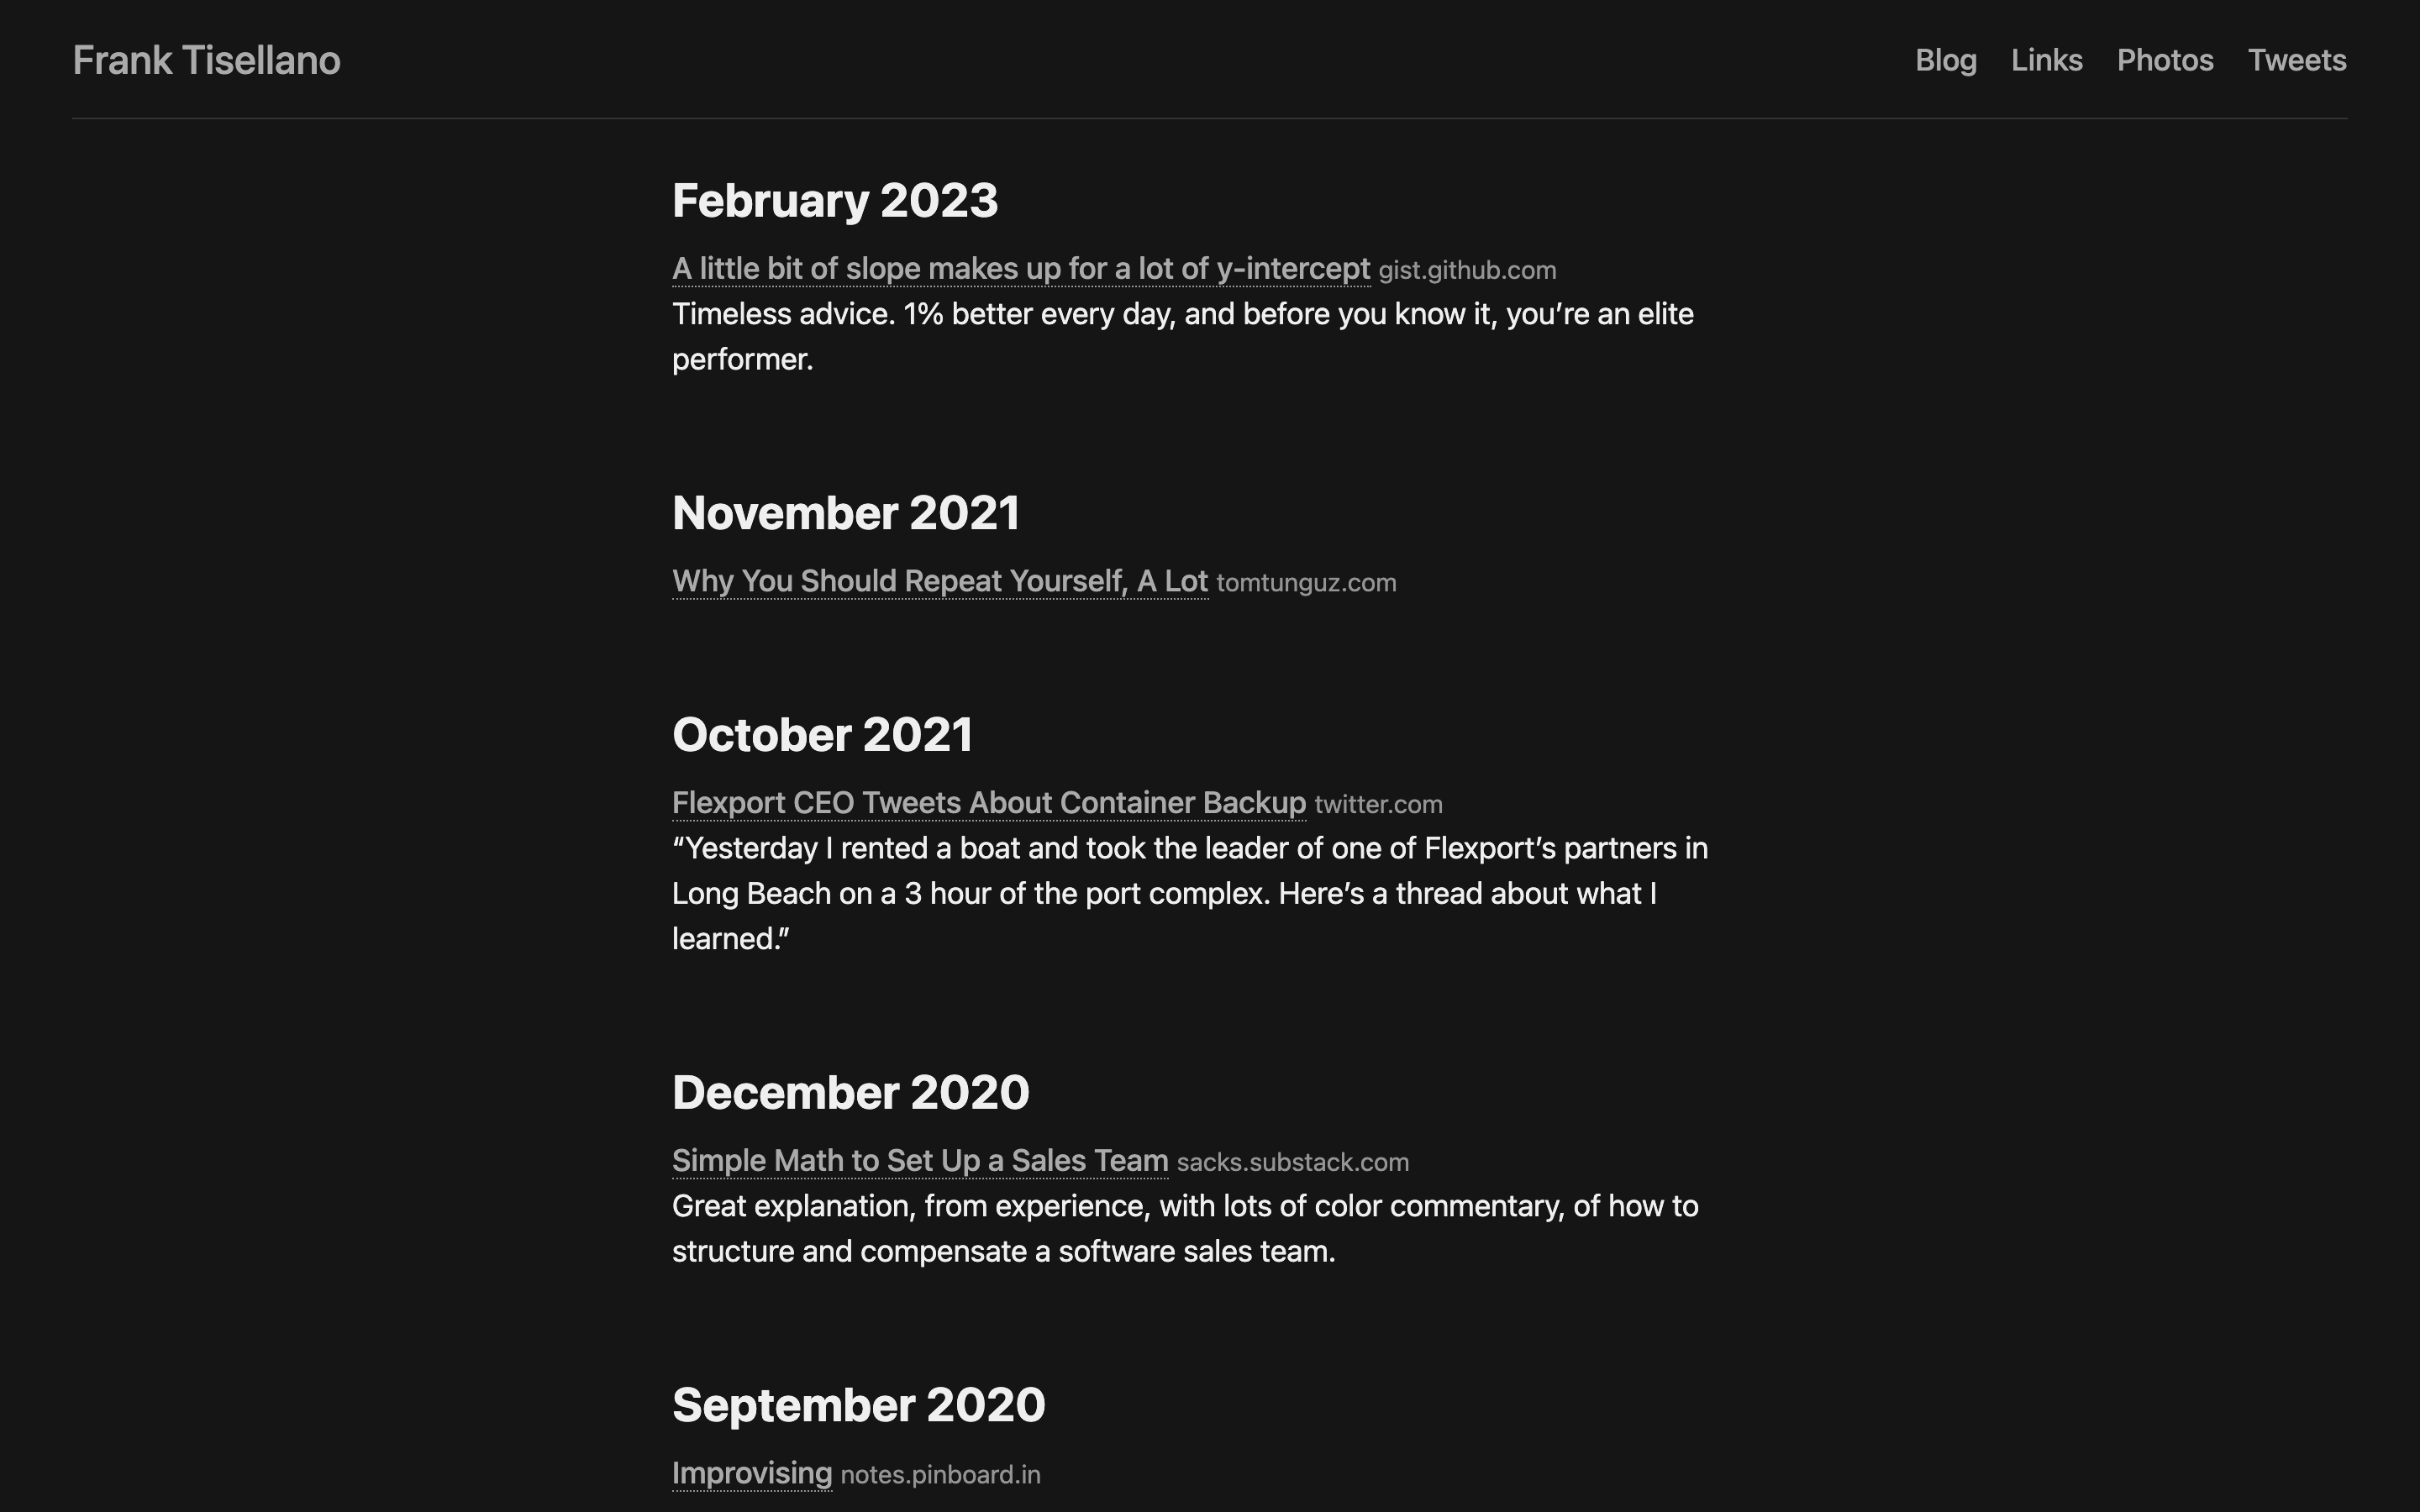 Frank Tisellano
Blog Links Photos Tweets
February 2023
A little bit of slope makes up for a lot of y-intercept gist.github.com
Timeless advice. 1% better every day, and before you know it, you’re an elite
performer.
November 2021
Why You Should Repeat Yourself, A Lot tomtunguz.com
October 2021
Flexport CEO Tweets About Container Backup twitter.com
“Yesterday I rented a boat and took the leader of one of Flexport’s partners in
Long Beach on a 3 hour of the port complex. Here’s a thread about what I
learned.”
December 2020
Simple Math to Set Up a Sales Team sacks.substack.com
Great explanation, from experience, with lots of color commentary, of how to
structure and compensate a software sales team.
September 2020
Improvising notes.pinboard.in